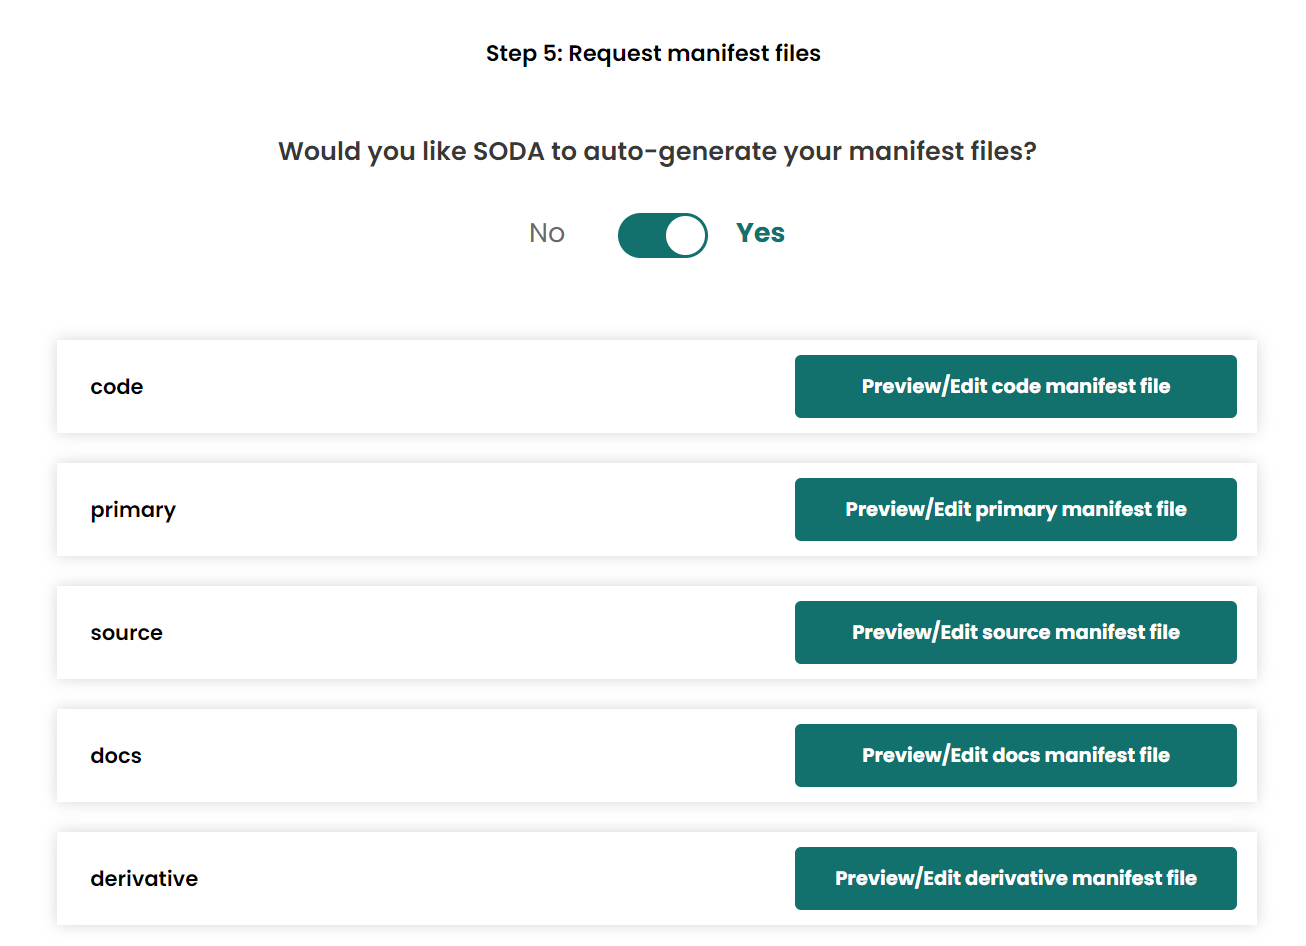 Step 5: Request manifest files
Would you like SODA to auto-generate your manifest files?
No Yes
code Preview/Edit code manifest file
primary Preview/Edit primary manifest file
source Preview/Edit source manifest file
docs Preview/Edit docs manifest file
derivative Preview/Edit derivative manifest file